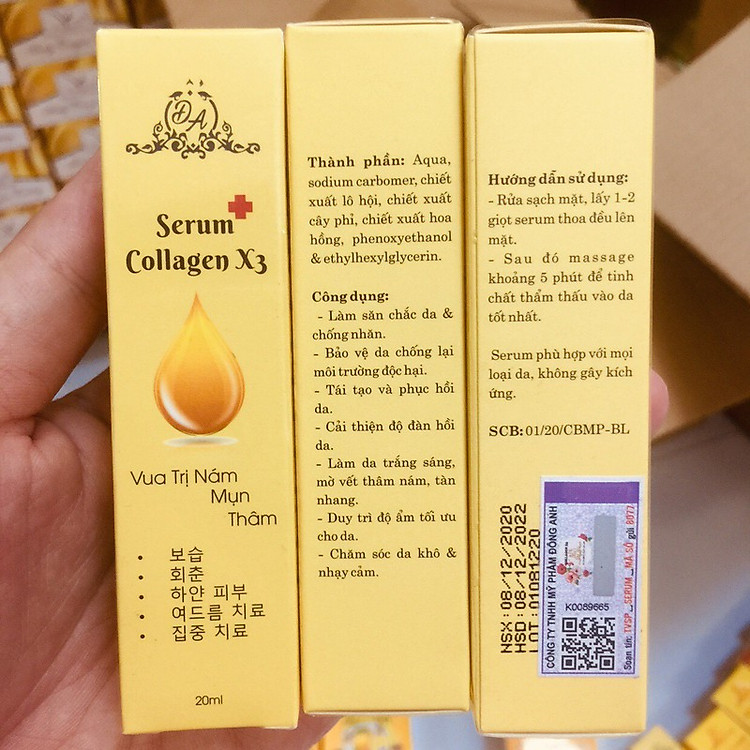 ĐA
Serum
Collagen X3
Vua Trị Nám
Mụn
Thâm
• 보습
• 회춘
• 하얀 피부
• 여드름 치료
• 집중 치료
20ml
Thành phần: Aqua,
sodium carbomer, chiết
xuất lô hội, chiết xuất
cây phỉ, chiết xuất hoa
hồng, phenoxyethanol
& ethylhexylglycerin.
Công dụng:
- Làm săn chắc da &
chống nhăn.
- Bảo vệ da chống lại
môi trường độc hại.
- Tái tạo và phục hồi
da.
- Cải thiện độ đàn hồi
da.
- Làm da trắng sáng,
mờ vết thâm nám, tàn
nhang.
- Duy trì độ ẩm tối ưu
cho da.
- Chăm sóc da khô &
nhạy cảm.
Hướng dẫn sử dụng:
- Rửa sạch mặt, lấy 1-2
giọt serum thoa đều lên
mặt.
- Sau đó massage
khoảng 5 phút để tinh
chất thẩm thấu vào da
tốt nhất.
Serum phù hợp với mọi
loại da, không gây kích
ứng.
SCB: 01/20/CBMP-BL
NSX: 08/12/2020
HSD: 08/12/2022
LOT: 01081220
CÔNG TY TNHH MỸ PHẨM ĐÔNG ANH
K0089665
Soạn tin: TVSP_SERUM_MÃ SỐ gửi 8077